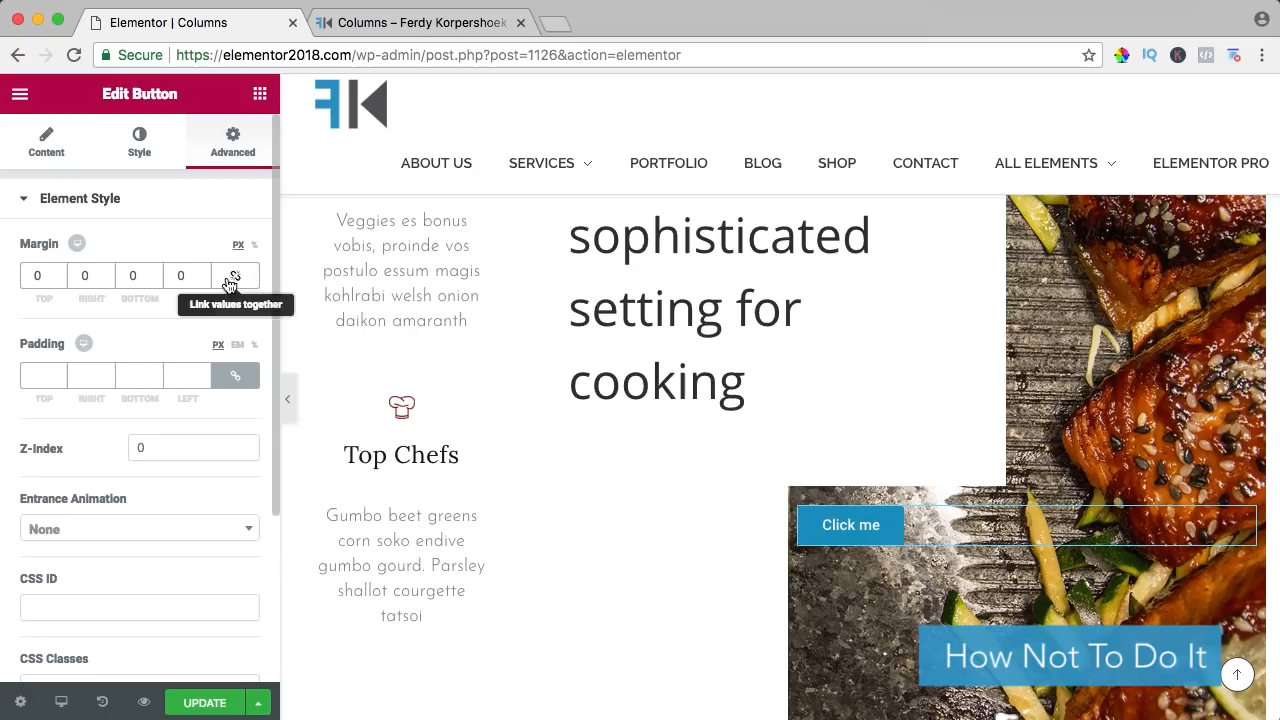 Elementor | Columns
Columns – Ferdy Korpershoek
Secure
https://elementor2018.com/wp-admin/post.php?post=1126&action=elementor
Edit Button
Content
Style
Advanced
Element Style
Margin
PX %
0 0 0 0
TOP RIGHT BOTTOM
Link values together
Padding
PX EM %
TOP RIGHT BOTTOM LEFT
Z-Index
0
Entrance Animation
None
CSS ID
CSS Classes
UPDATE
FK
ABOUT US SERVICES PORTFOLIO BLOG SHOP CONTACT ALL ELEMENTS ELEMENTOR PRO
Veggies es bonus
vobis, proinde vos
postulo essum magis
kohlrabi welsh onion
daikon amaranth
Top Chefs
Gumbo beet greens
corn soko endive
gumbo gourd. Parsley
shallot courgette
tatsoi
sophisticated
setting for
cooking
Click me
How Not To Do It